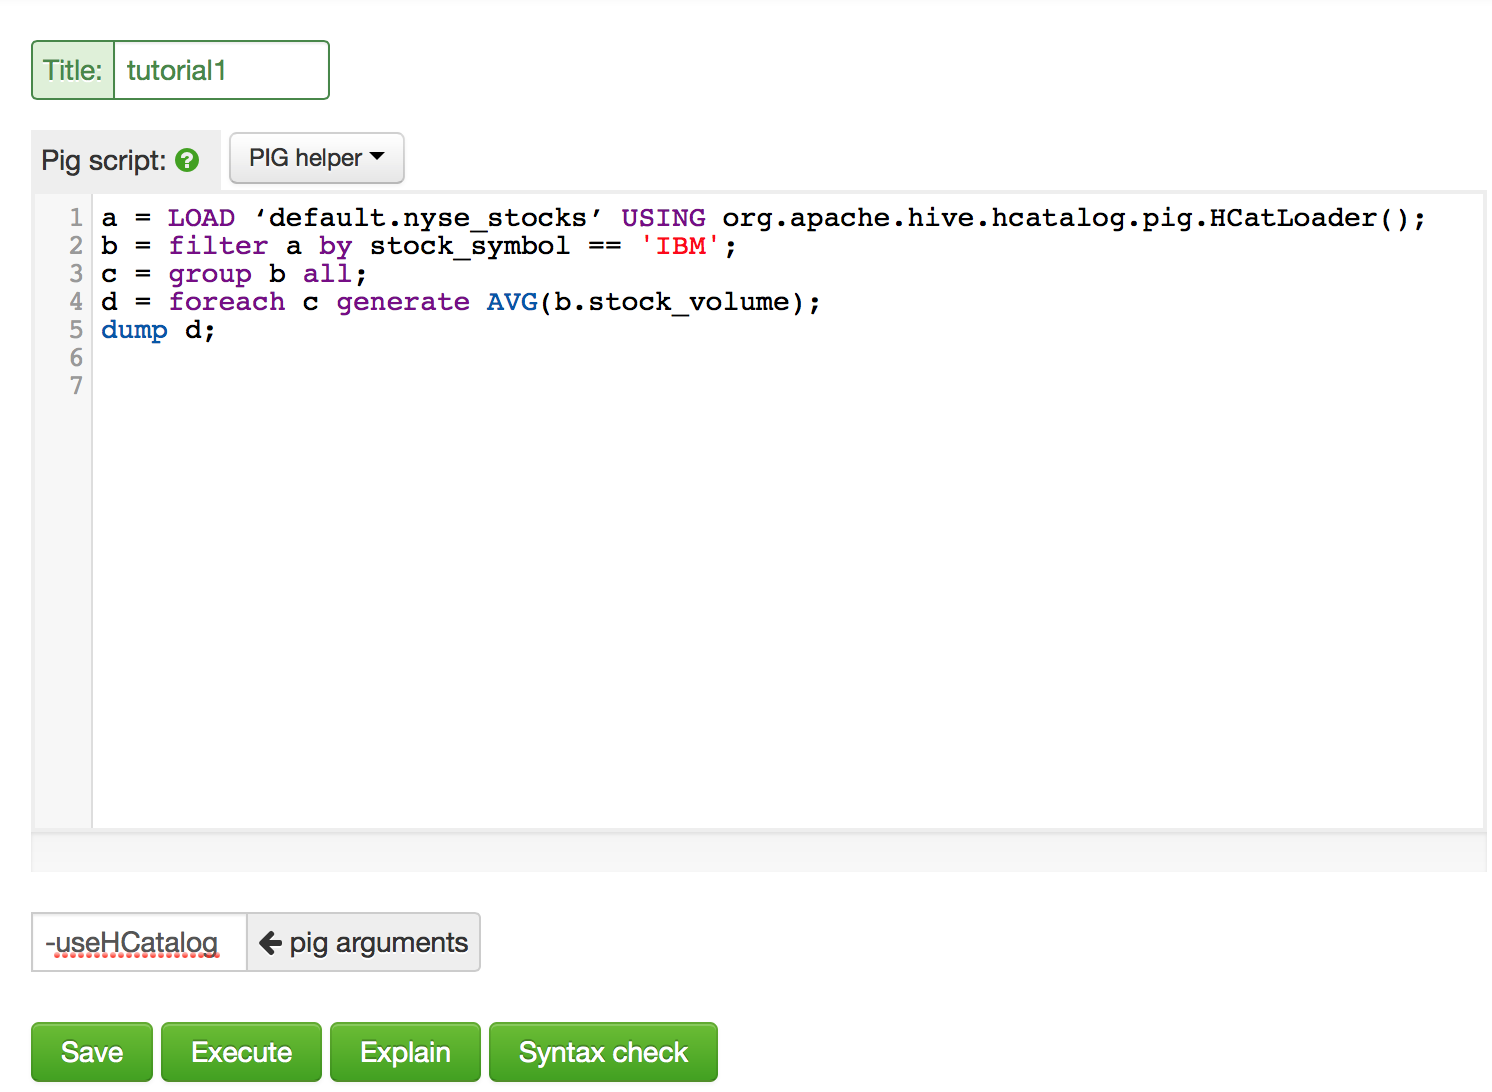 Title: tutorial1
Pig script: ? PIG helper
1 a = LOAD ‘default.nyse_stocks’ USING org.apache.hive.hcatalog.pig.HCatLoader();
2 b = filter a by stock_symbol == 'IBM';
3 c = group b all;
4 d = foreach c generate AVG(b.stock_volume);
5 dump d;
6
7
-useHCatalog pig arguments
Save Execute Explain Syntax check